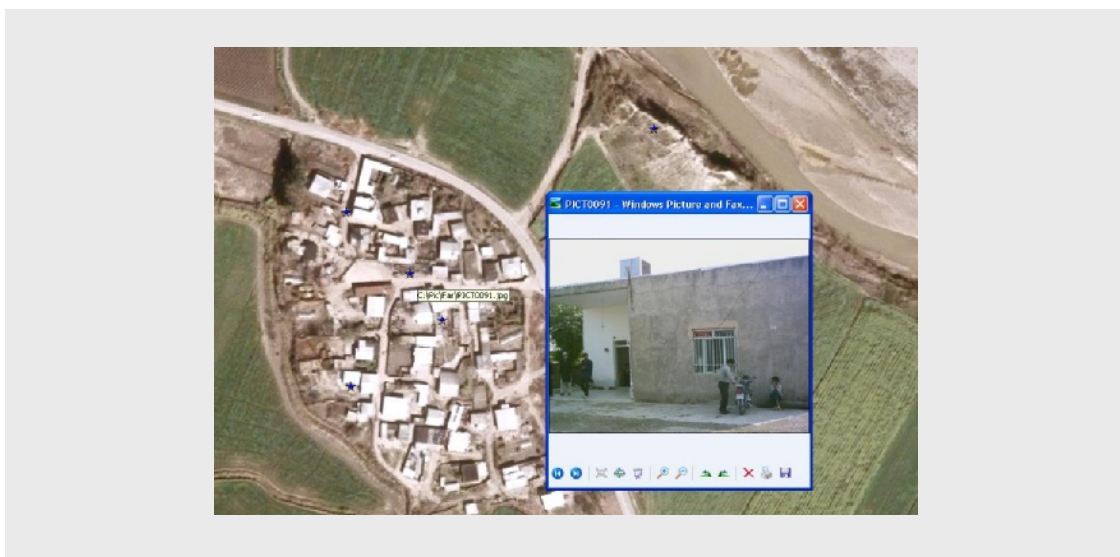 PICT0091 - Windows Picture and Fax...
C:\Pic\Far\PICT0091.jpg